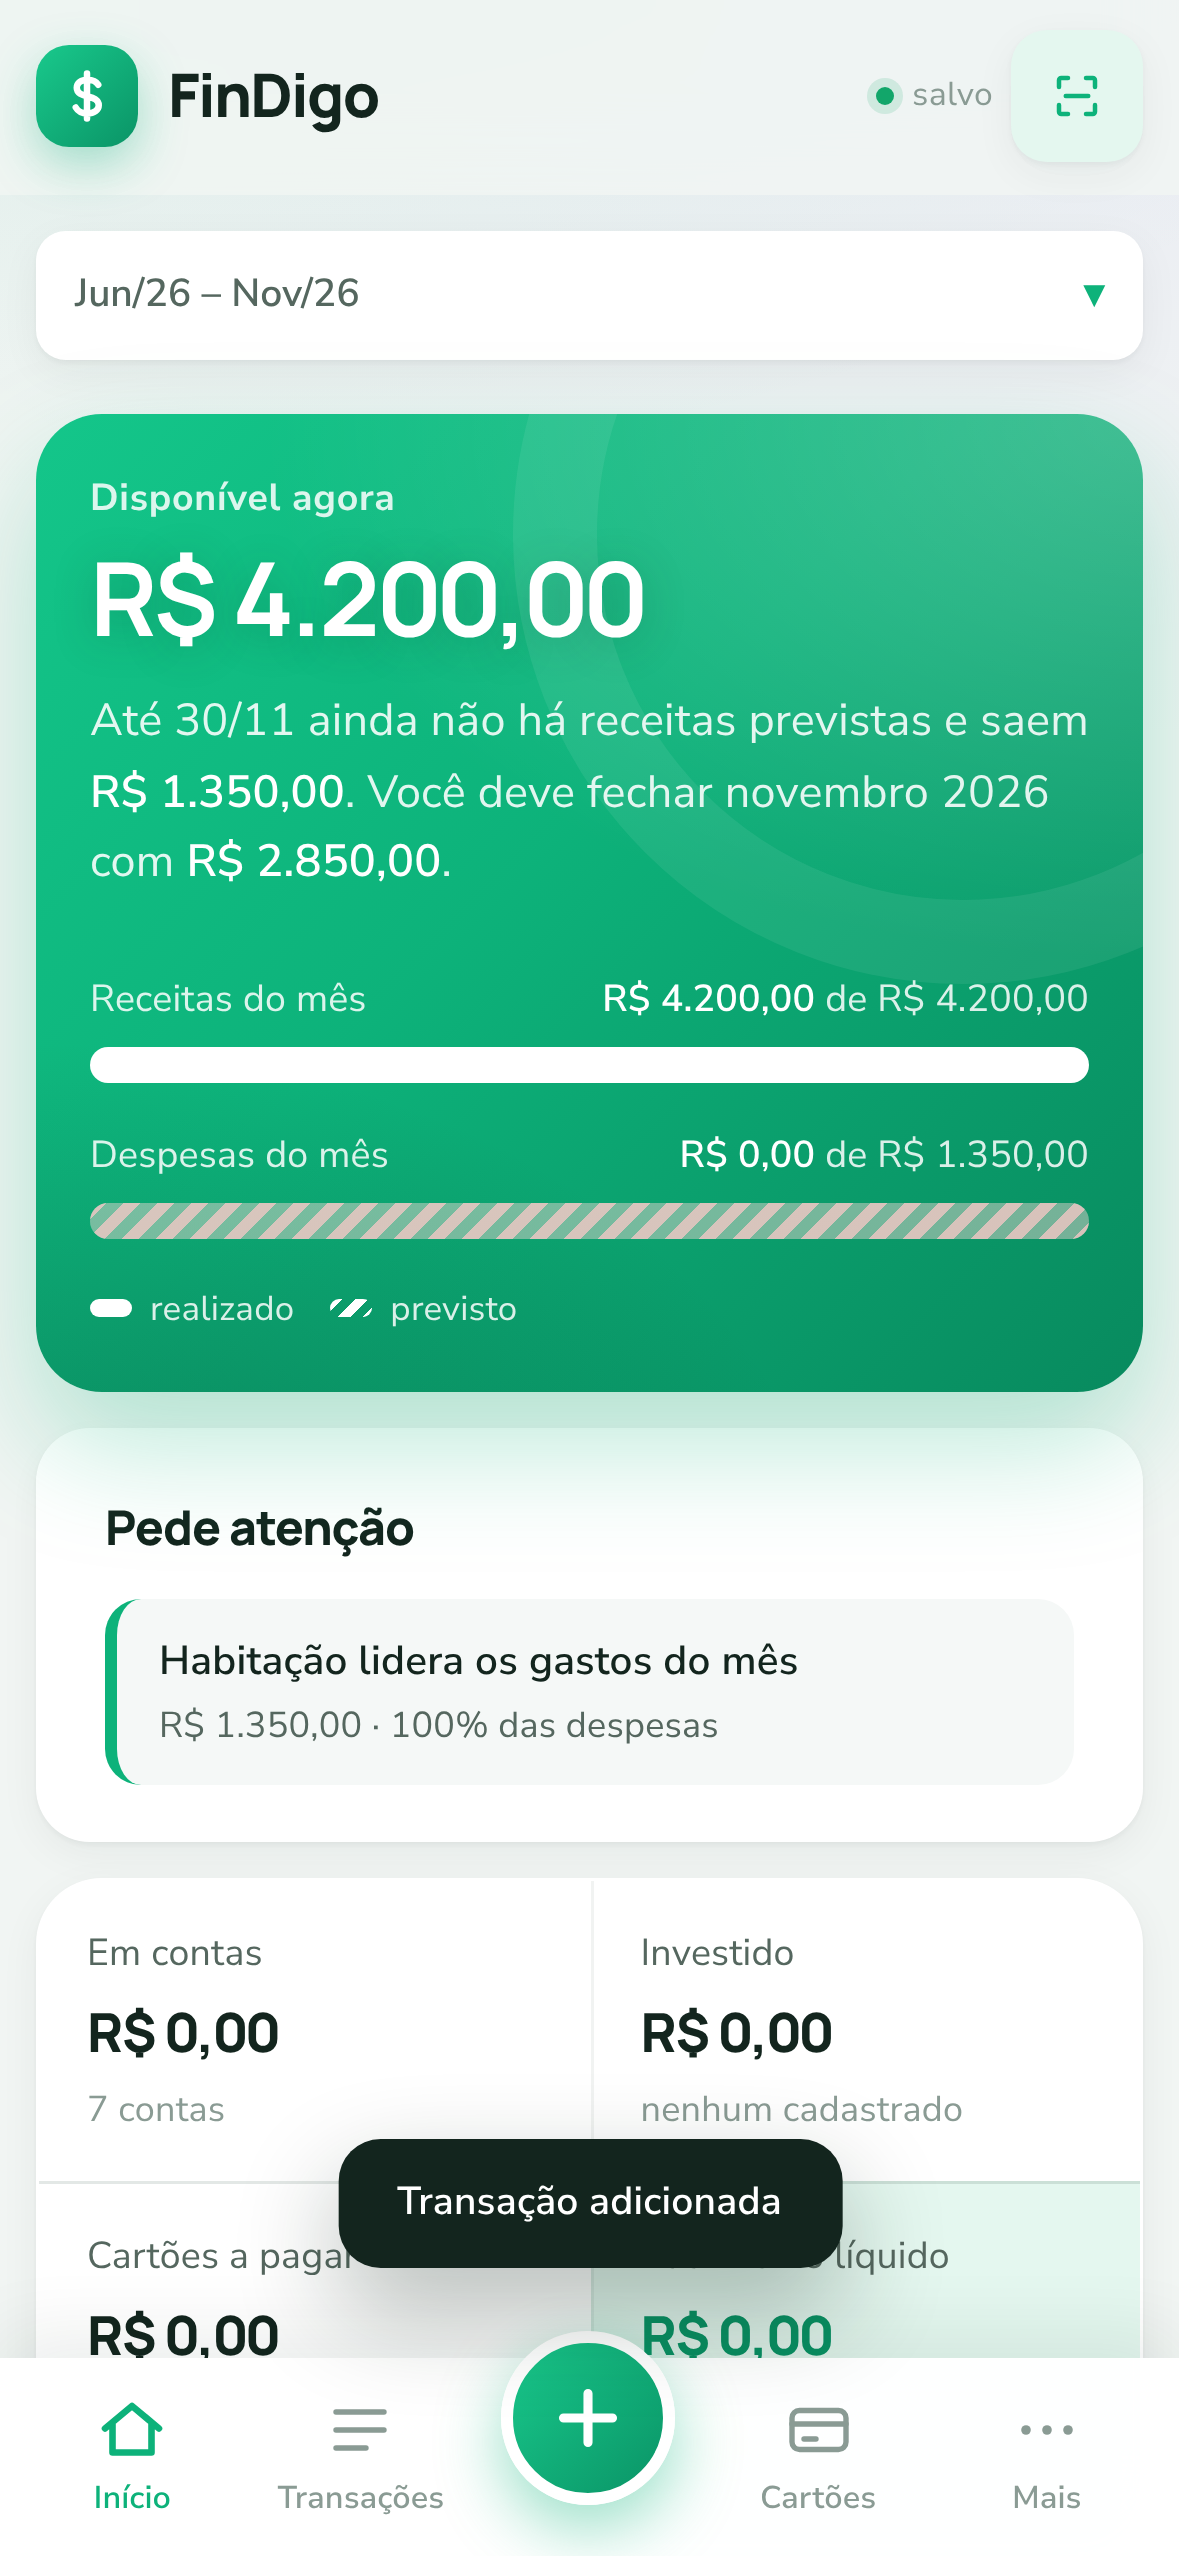 $ FinDigo
salvo
Jun/26 – Nov/26
Disponível agora
R$ 4.200,00
Até 30/11 ainda não há receitas previstas e saem
R$ 1.350,00. Você deve fechar novembro 2026
com R$ 2.850,00.
Receitas do mês R$ 4.200,00 de R$ 4.200,00
Despesas do mês R$ 0,00 de R$ 1.350,00
realizado previsto
Pede atenção
Habitação lidera os gastos do mês
R$ 1.350,00 · 100% das despesas
Em contas
R$ 0,00
7 contas
Investido
R$ 0,00
nenhum cadastrado
Transação adicionada
Cartões a pagar
R$ 0,00
líquido
R$ 0,00
Início
Transações
Cartões
Mais